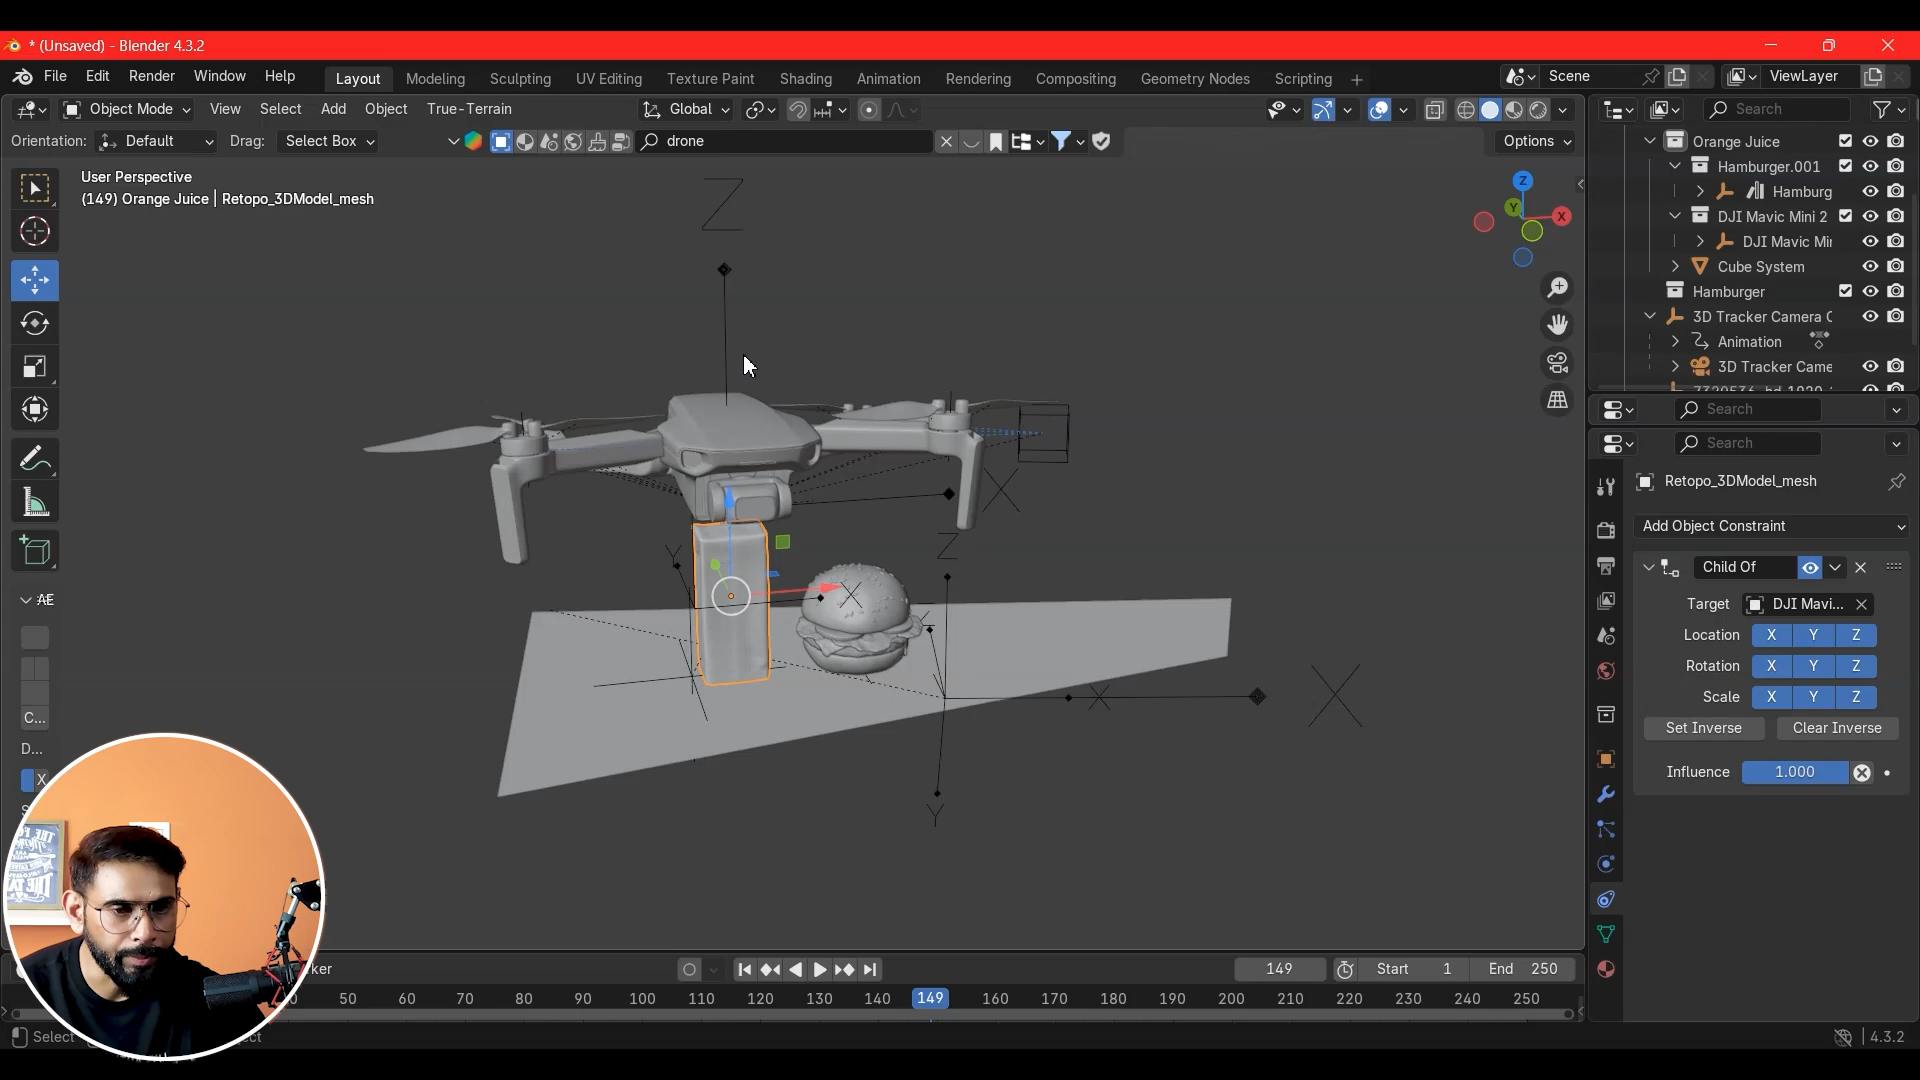 * (Unsaved) - Blender 4.3.2
File Edit Render Window Help
Layout Modeling Sculpting UV Editing Texture Paint Shading Animation Rendering Compositing Geometry Nodes Scripting +
Scene
ViewLayer
Object Mode View Select Add Object True-Terrain
Global
Search
Orientation: Default Drag: Select Box
drone
Options
User Perspective
(149) Orange Juice | Retopo_3DModel_mesh
Z
Z
Y
X
X
X
X
Z
Y
Y
X
Orange Juice
Hamburger.001
Hamburg
DJI Mavic Mini 2
DJI Mavic Mi
Cube System
Hamburger
3D Tracker Camera
Animation
3D Tracker Came
Search
Search
Retopo_3DModel_mesh
Add Object Constraint
Child Of
Target DJI Mavi...
Location X Y Z
Rotation X Y Z
Scale X Y Z
Set Inverse Clear Inverse
Influence 1.000
AE
C...
D...
X
149 Start 1 End 250
50 60 70 80 90 100 110 120 130 140 149 160 170 180 190 200 210 220 230 240 250
Select
4.3.2